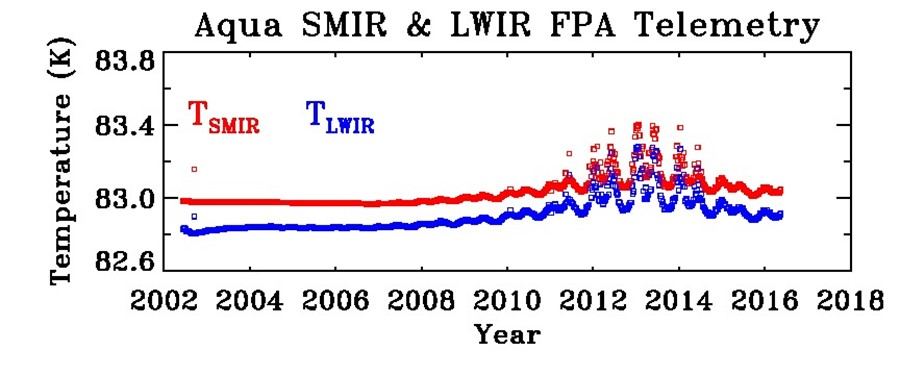 Aqua SMIR & LWIR FPA Telemetry
Temperature (K)
83.8
83.4
83.0
82.6
TSMIR TLWIR
2002 2004 2006 2008 2010 2012 2014 2016 2018
Year